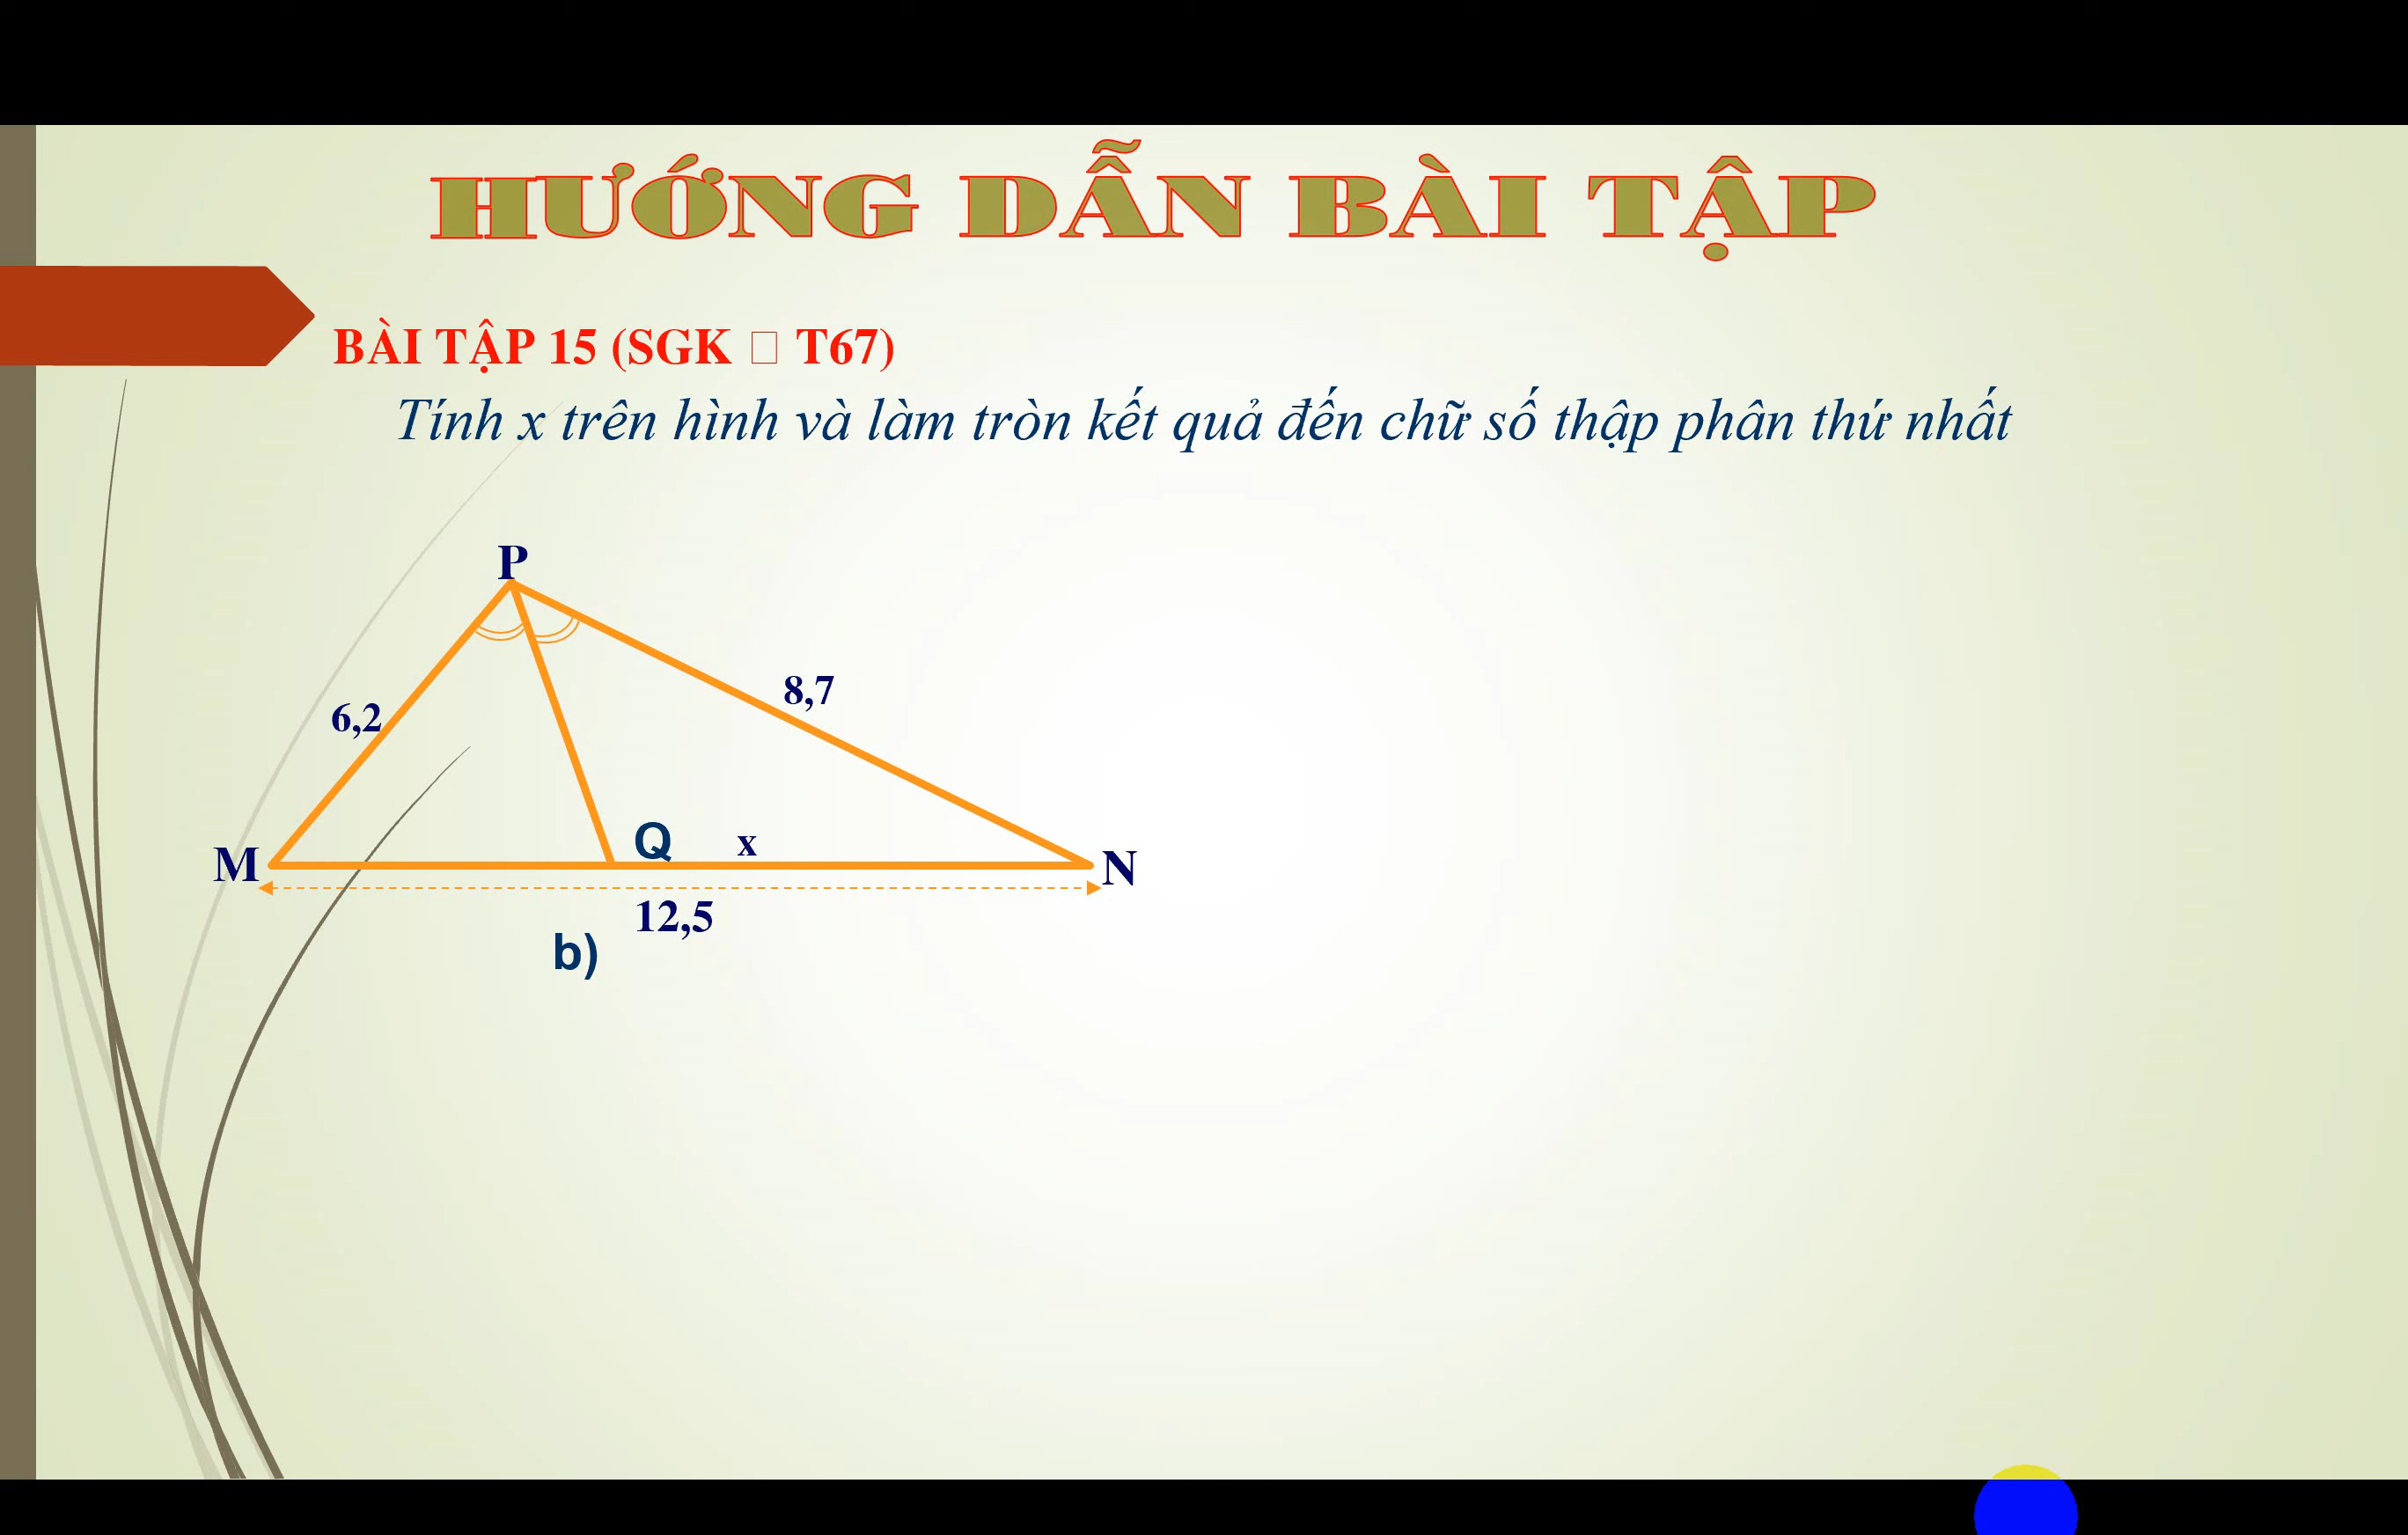 HƯỚNG DẪN BÀI TẬP
BÀI TẬP 15 (SGK □ T67)
Tính x trên hình và làm tròn kết quả đến chữ số thập phân thứ nhất
P
8,7
6,2
Q x
M N
12,5
b)